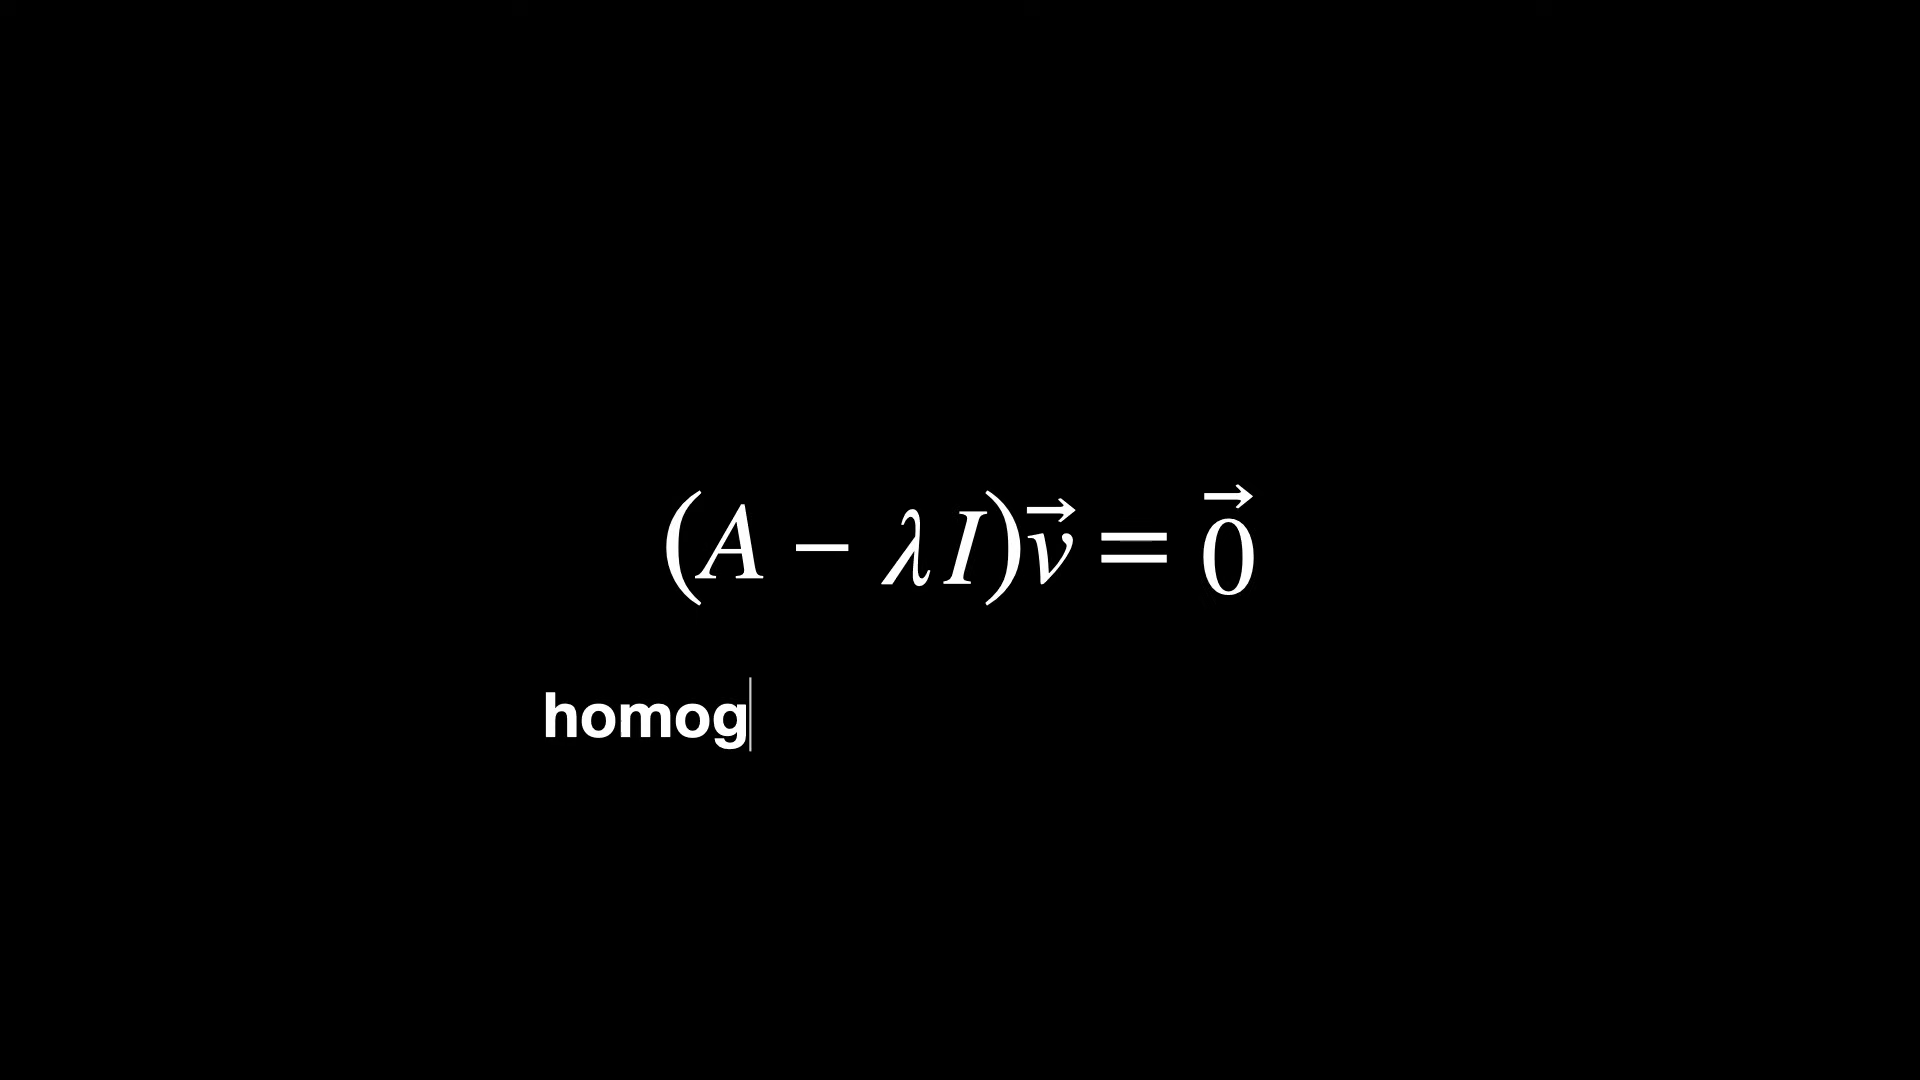 (A − λI)v⃗ = 0⃗
homog